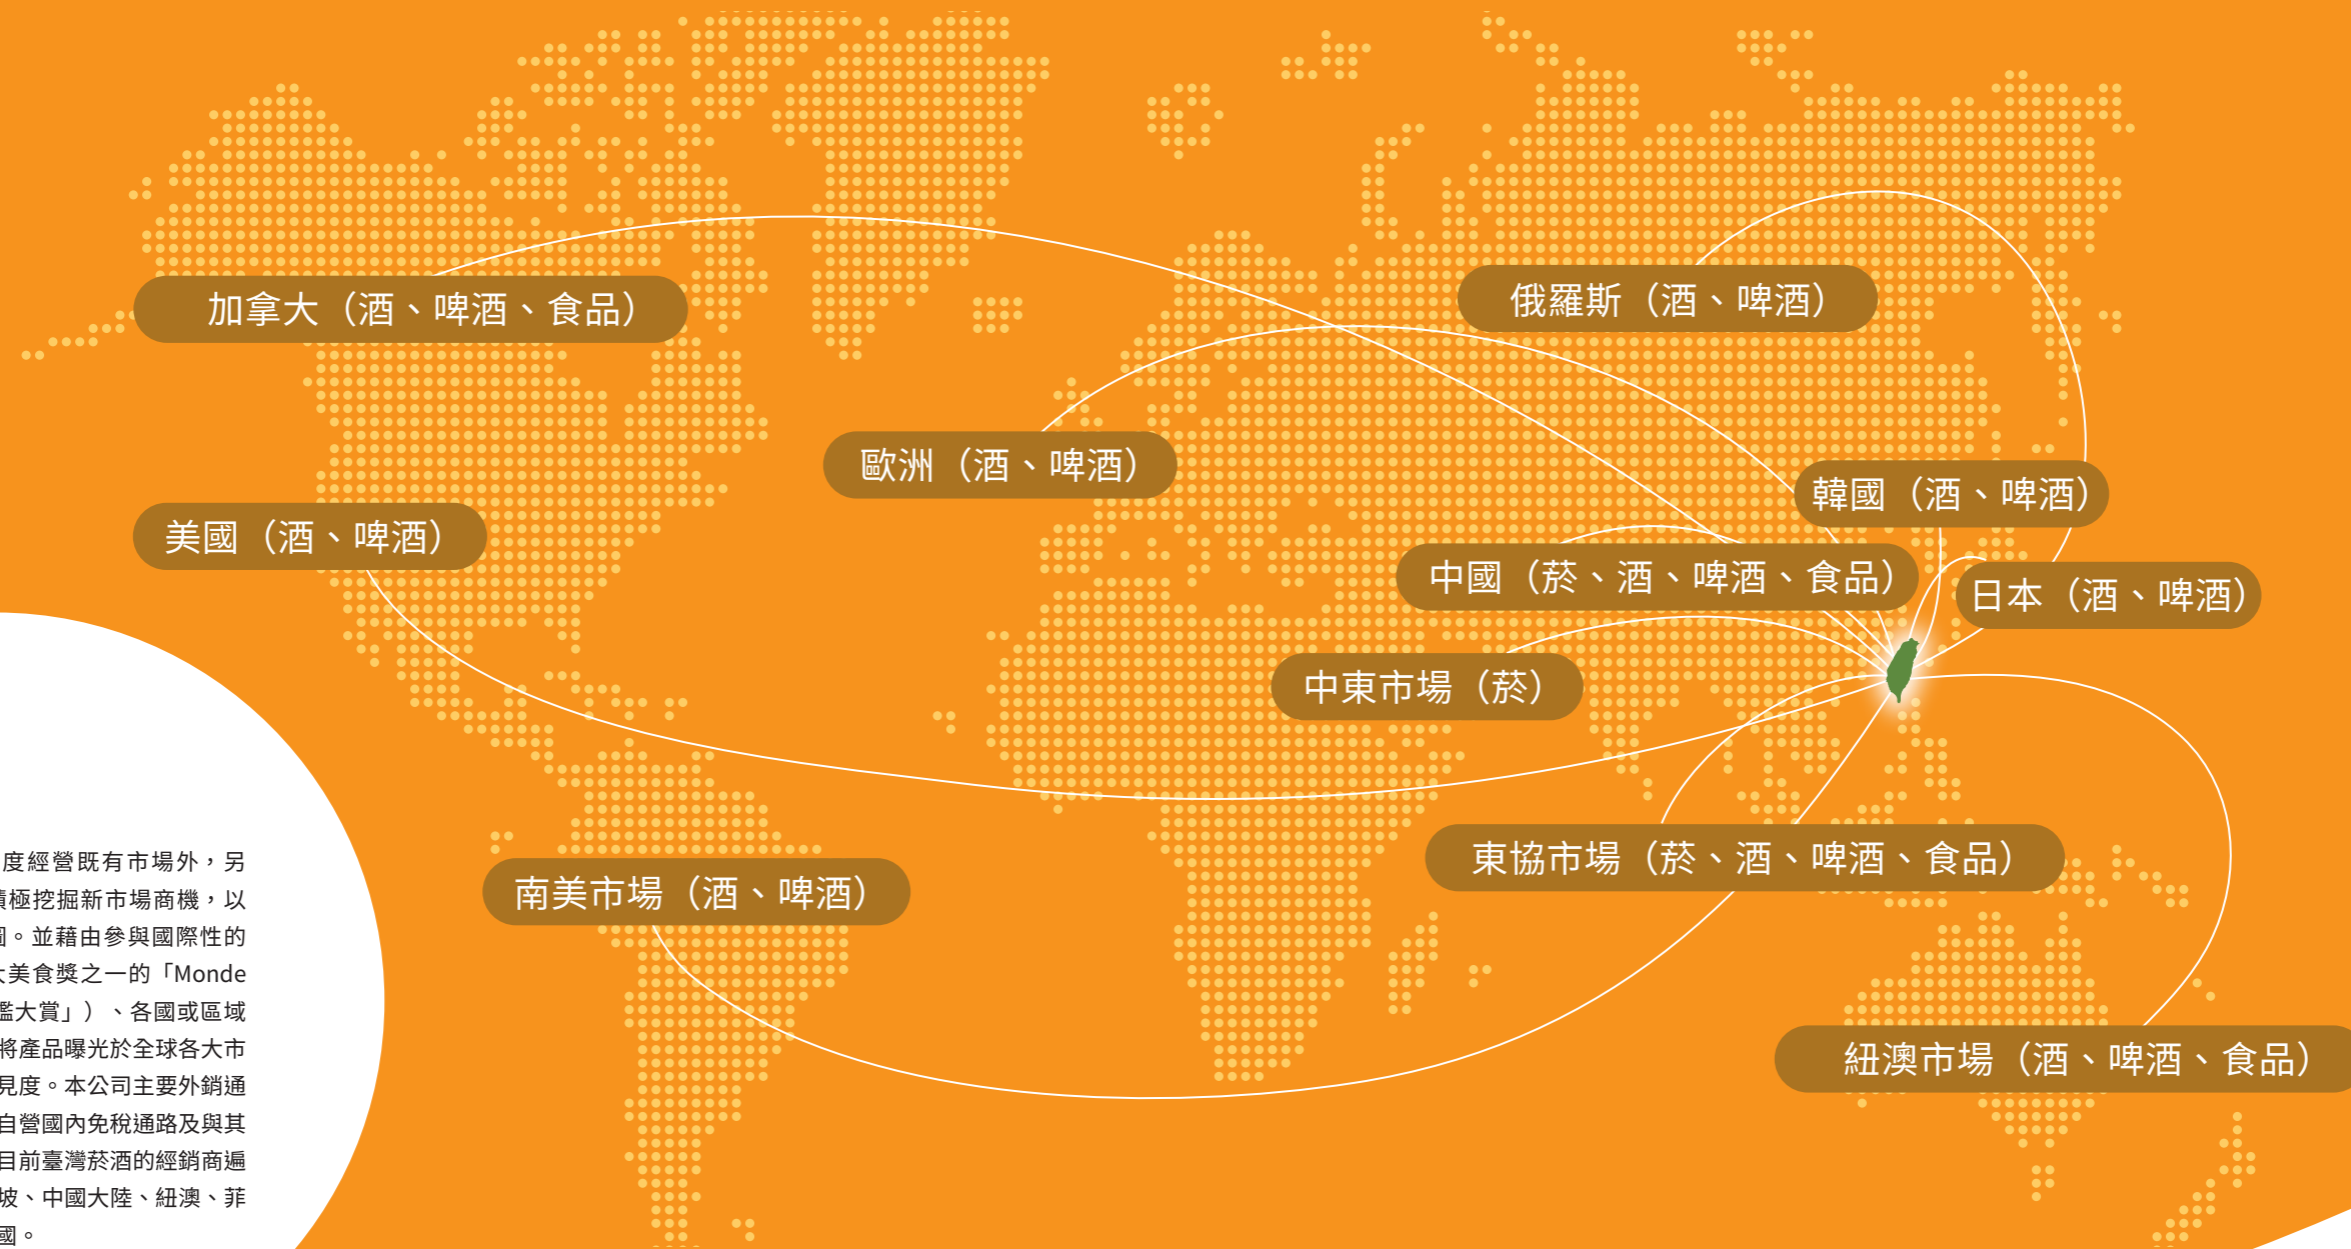 加拿大（酒、啤酒、食品）
俄羅斯（酒、啤酒）
歐洲（酒、啤酒）
韓國（酒、啤酒）
美國（酒、啤酒）
中國（菸、酒、啤酒、食品）
日本（酒、啤酒）
中東市場（菸）
東協市場（菸、酒、啤酒、食品）
南美市場（酒、啤酒）
紐澳市場（酒、啤酒、食品）
度經營既有市場外，另
積極挖掘新市場商機，以
圖。並藉由參與國際性的
大美食獎之一的「Monde
鑑大賞」）、各國或區域
將產品曝光於全球各大市
見度。本公司主要外銷通
自營國內免稅通路及與其
目前臺灣菸酒的經銷商遍
坡、中國大陸、紐澳、菲
國。